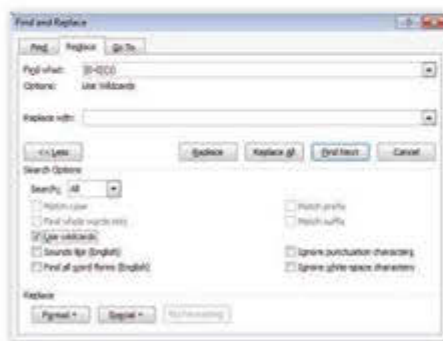 Find and Replace
Find Replace Go To
Find what:
Options: Use Wildcards
Replace with:
<< Less Replace Replace All Find Next Cancel
Search Options
Search: All
Match case Match prefix
Find whole words only Match suffix
Use wildcards
Sounds like (English) Ignore punctuation characters
Find all word forms (English) Ignore white-space characters
Replace
Format Special No Formatting